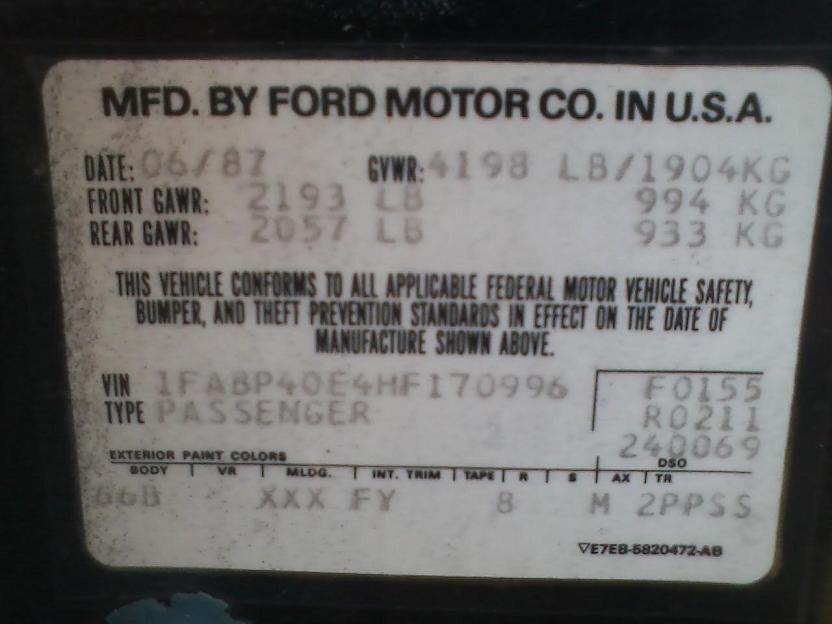 MFD. BY FORD MOTOR CO. IN U.S.A.
DATE: 06/87 GVWR: 4198 LB/1904KG
FRONT GAWR: 2193 LB 994 KG
REAR GAWR: 2057 LB 933 KG
THIS VEHICLE CONFORMS TO ALL APPLICABLE FEDERAL MOTOR VEHICLE SAFETY,
BUMPER, AND THEFT PREVENTION STANDARDS IN EFFECT ON THE DATE OF
MANUFACTURE SHOWN ABOVE.
VIN 1FABP40E4HF170996 F0155
TYPE PASSENGER R0211
240069
EXTERIOR PAINT COLORS DSO
BODY VR MLDG. INT. TRIM TAPE R S AX TR
66B XXX FY 8 M 2PPSS
▽E7EB-5820472-AB